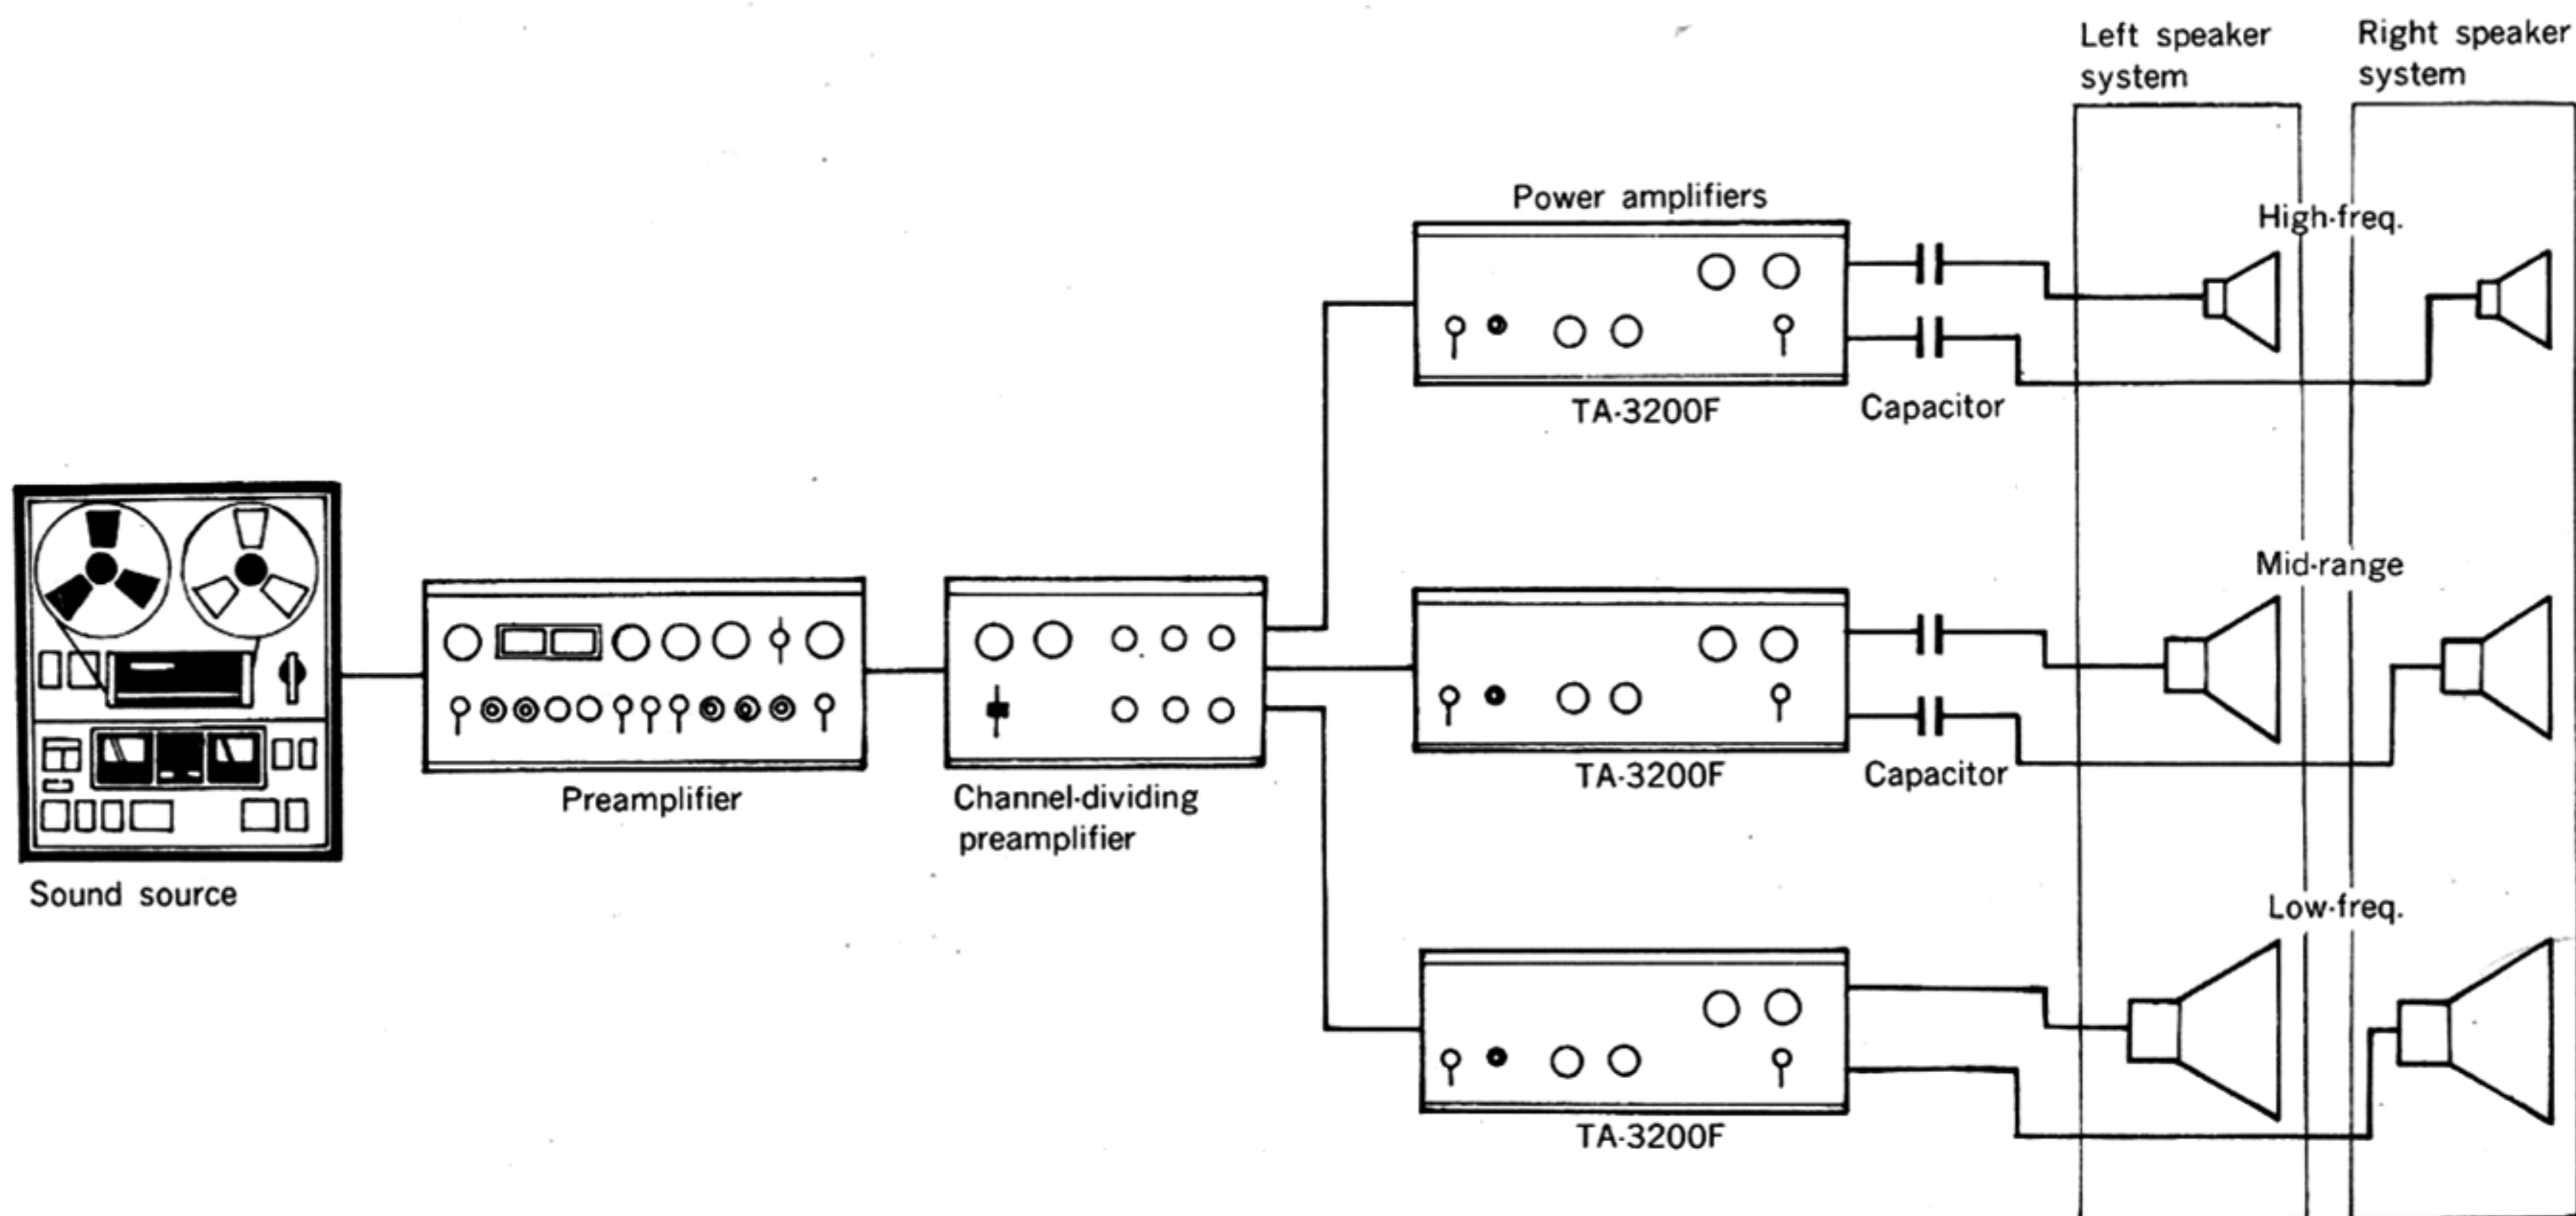 Left speaker
system
Right speaker
system
Power amplifiers
High-freq.
TA-3200F
Capacitor
Mid-range
TA-3200F
Capacitor
Preamplifier
Channel-dividing
preamplifier
Sound source
Low-freq.
TA-3200F